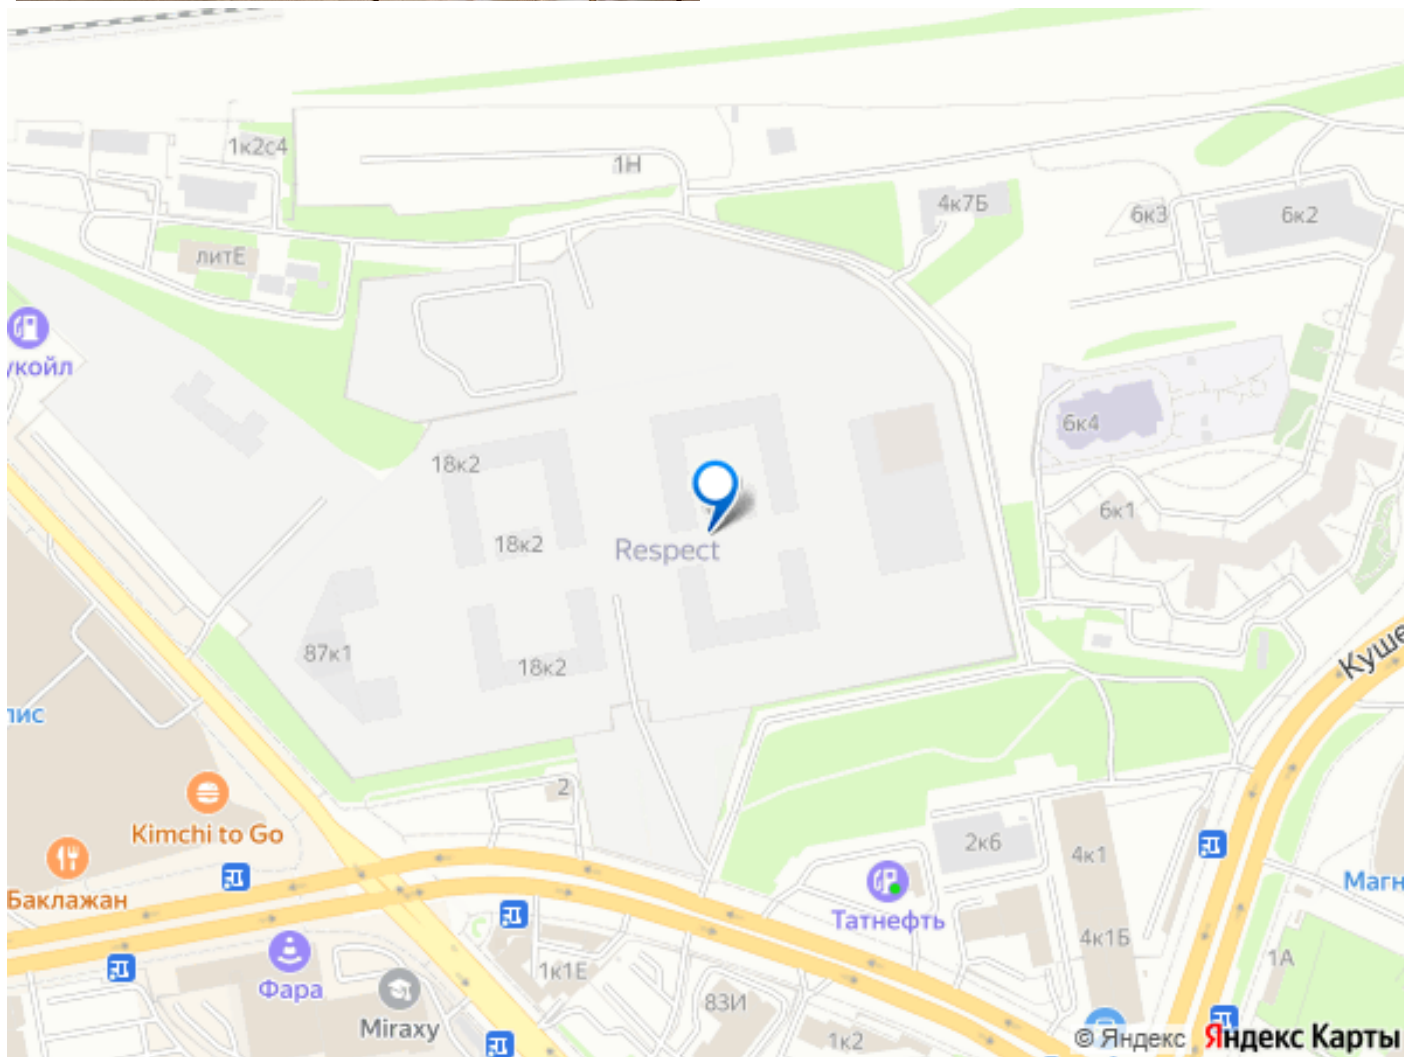 1к2с4
1Н
4к7Б
6к3
6к2
литЕ
укойл
6к4
18к2
6к1
18к2
Respect
87к1
18к2
Куше
лис
2
Kimchi to Go
2к6
4к1
Баклажан
Магн
Татнефть
4к1Б
1к1Е
1А
Фара
83И
Miraxy
1к2
© Яндекс Яндекс Карты